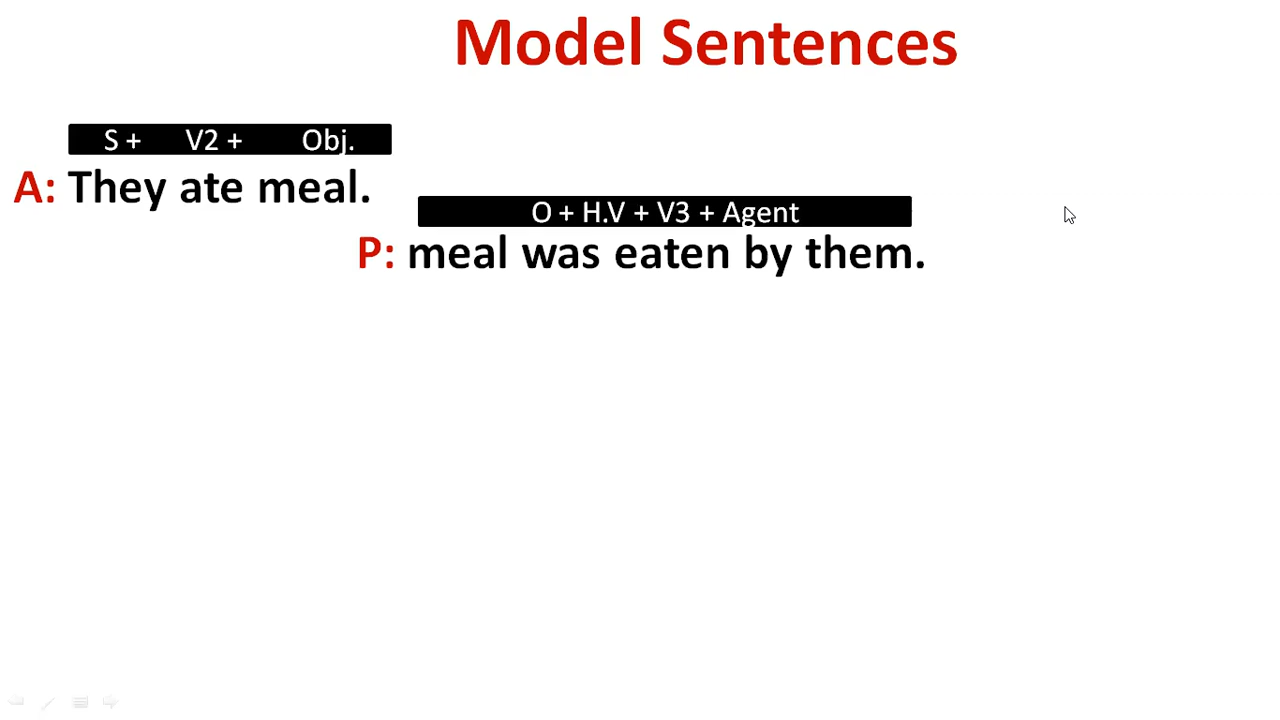 Model Sentences
S + V2 + Obj.
A: They ate meal.
O + H.V + V3 + Agent
P: meal was eaten by them.